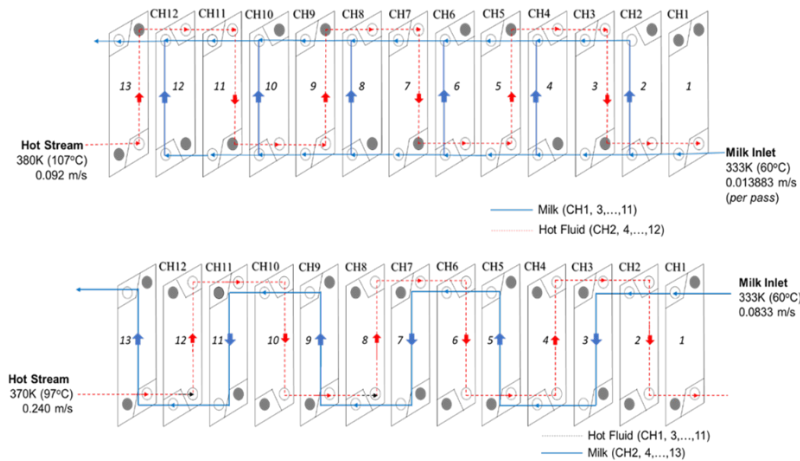 CH12 CH11 CH10 CH9 CH8 CH7 CH6 CH5 CH4 CH3 CH2 CH1
13 12 11 10 9 8 7 6 5 4 3 2 1
Hot Stream
380K (107°C)
0.092 m/s
Milk Inlet
333K (60°C)
0.013883 m/s
(per pass)
Milk (CH1, 3,…,11)
Hot Fluid (CH2, 4,…,12)
CH12 CH11 CH10 CH9 CH8 CH7 CH6 CH5 CH4 CH3 CH2 CH1
Milk Inlet
333K (60°C)
0.0833 m/s
13 12 11 10 9 8 7 6 5 4 3 2 1
Hot Stream
370K (97°C)
0.240 m/s
Hot Fluid (CH1, 3,…,11)
Milk (CH2, 4,…,13)